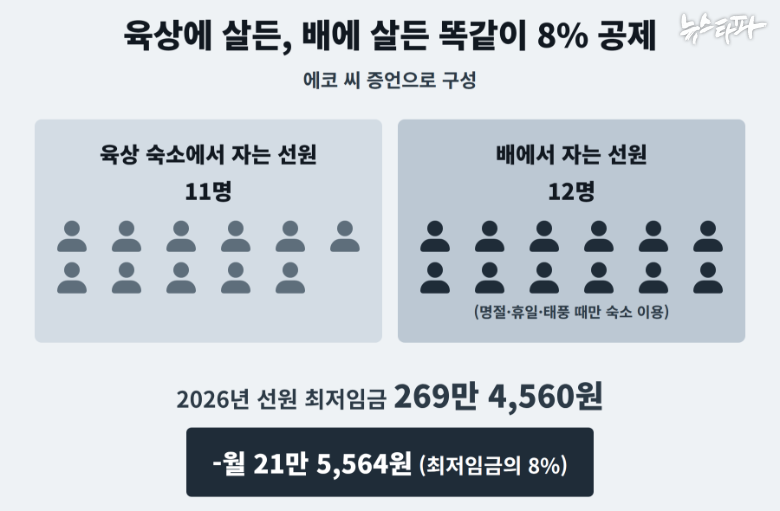 육상에 살든, 배에 살든 똑같이 8% 공제
뉴스타파
에코 씨 증언으로 구성
육상 숙소에서 자는 선원
11명
배에서 자는 선원
12명
(명절·휴일·태풍 때만 숙소 이용)
2026년 선원 최저임금 269만 4,560원
-월 21만 5,564원 (최저임금의 8%)